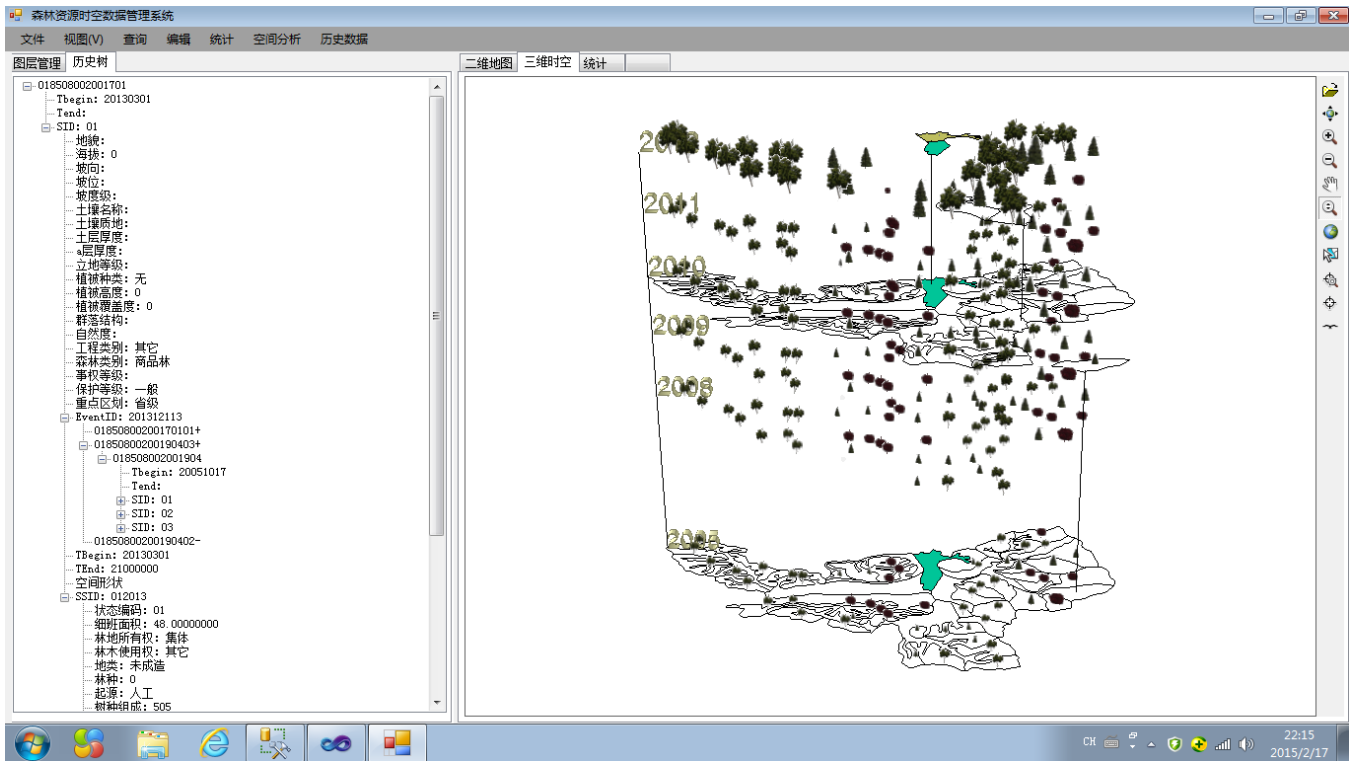 森林资源时空数据管理系统
文件 视图(V) 查询 编辑 统计 空间分析 历史数据
图层管理 历史树
二维地图 三维时空 统计
018508002001701
Tbegin: 20130301
Tend:
SID: 01
地貌:
海拔: 0
坡向:
坡位:
坡度级:
土壤名称:
土壤质地:
土层厚度:
a层厚度:
立地等级:
植被种类: 无
植被高度: 0
植被覆盖度: 0
群落结构:
自然度:
工程类别: 其它
森林类别: 商品林
事权等级:
保护等级: 一般
重点区划: 省级
EventID: 201312113
01850800200170101+
01850800200190403+
018508002001904
Tbegin: 20051017
Tend:
SID: 01
SID: 02
SID: 03
01850800200190402-
TBegin: 20130301
TEnd: 21000000
空间形状
SSID: 012013
状态编码: 01
细班面积: 48.00000000
林地所有权: 集体
林木使用权: 其它
地类: 未成造
林种: 0
起源: 人工
树种组成: 505
2011
2010
2009
2008
CH
22:15
2015/2/17